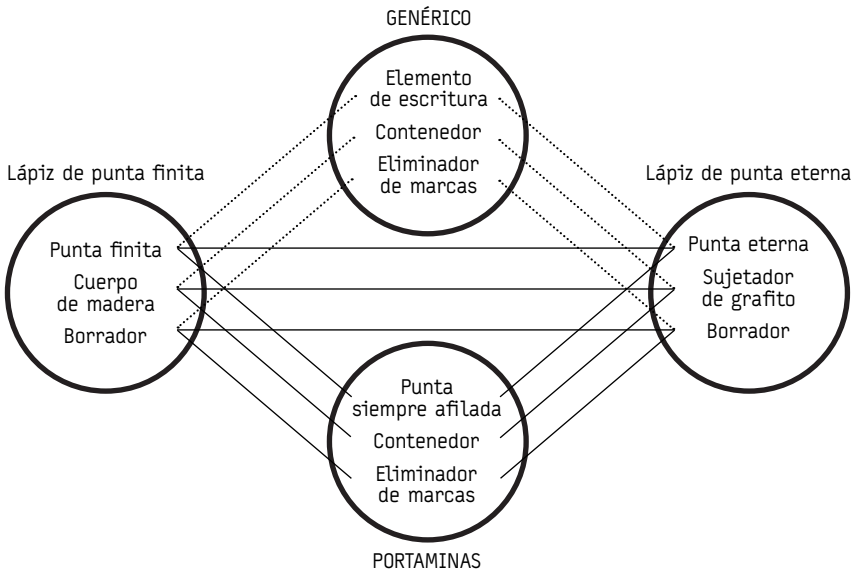 GENÉRICO
Elemento
de escritura
Contenedor
Eliminador
de marcas
Lápiz de punta finita
Punta finita
Cuerpo
de madera
Borrador
Lápiz de punta eterna
Punta eterna
Sujetador
de grafito
Borrador
Punta
siempre afilada
Contenedor
Eliminador
de marcas
PORTAMINAS